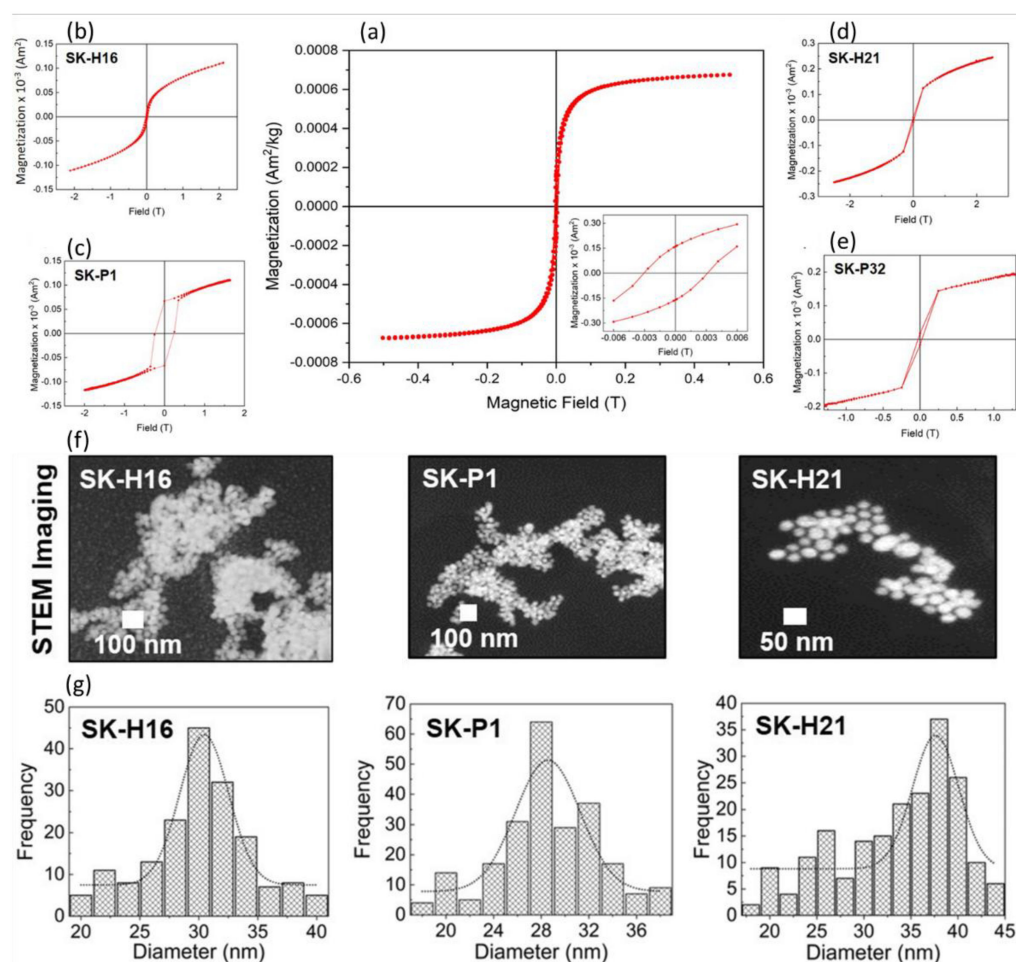 (b)
SK-H16
Magnetization x 10⁻³ (Am²)
0.15
0.10
0.05
0.00
-0.05
-0.10
-0.15
-2 -1 0 1 2
Field (T)
(a)
Magnetization (Am²/kg)
0.0008
0.0006
0.0004
0.0002
0.0000
-0.0002
-0.0004
-0.0006
-0.0008
-0.6 -0.4 -0.2 0.0 0.2 0.4 0.6
Magnetic Field (T)
Magnetization x 10⁻³ (Am²)
0.30
0.15
0.00
-0.15
-0.30
-0.006 -0.003 0.000 0.003 0.006
Field (T)
(d)
SK-H21
Magnetization x 10⁻³ (Am²)
0.3
0.2
0.1
0.0
-0.1
-0.2
-0.3
-2 0 2
Field (T)
(c)
SK-P1
Magnetization x 10⁻³ (Am²)
0.15
0.10
0.05
0.00
-0.05
-0.10
-0.15
-2 -1 0 1 2
Field (T)
(e)
SK-P32
Magnetization x 10⁻³ (Am²)
0.2
0.1
0.0
-0.1
-0.2
-1.0 -0.5 0.0 0.5 1.0
Field (T)
(f)
STEM Imaging
SK-H16
100 nm
SK-P1
100 nm
SK-H21
50 nm
(g)
SK-H16
Frequency
50
40
30
20
10
0
20 25 30 35 40
Diameter (nm)
SK-P1
Frequency
70
60
50
40
30
20
10
0
20 24 28 32 36
Diameter (nm)
SK-H21
Frequency
40
35
30
25
20
15
10
5
0
20 25 30 35 40 45
Diameter (nm)